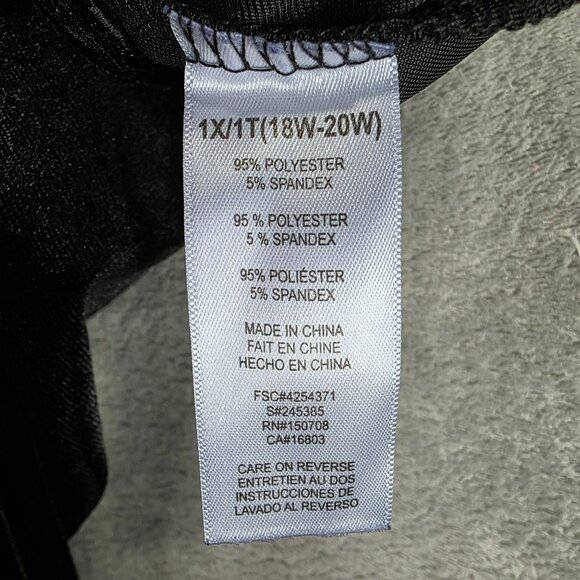 1X/1T(18W-20W)
95% POLYESTER
5% SPANDEX
95 % POLYESTER
5 % SPANDEX
95% POLIÉSTER
5% SPANDEX
MADE IN CHINA
FAIT EN CHINE
HECHO EN CHINA
FSC#4254371
S#245385
RN#150708
CA#16803
CARE ON REVERSE
ENTRETIEN AU DOS
INSTRUCCIONES DE
LAVADO AL REVERSO